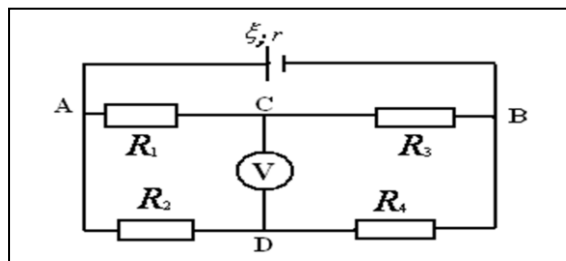 ξ; r
A C B
R₁ R₃
V
R₂ R₄
D